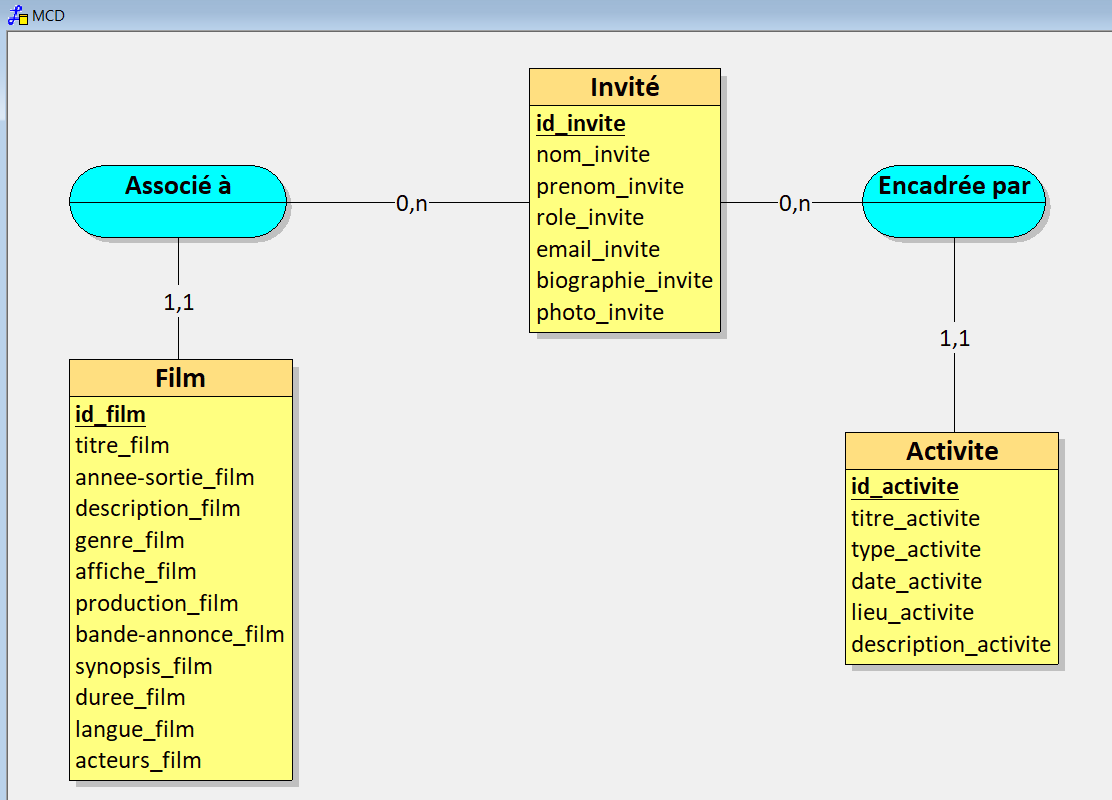 MCD
Invité
id_invite
nom_invite
prenom_invite
role_invite
email_invite
biographie_invite
photo_invite
Associé à
0,n
0,n
Encadrée par
1,1
1,1
Film
id_film
titre_film
annee-sortie_film
description_film
genre_film
affiche_film
production_film
bande-annonce_film
synopsis_film
duree_film
langue_film
acteurs_film
Activite
id_activite
titre_activite
type_activite
date_activite
lieu_activite
description_activite